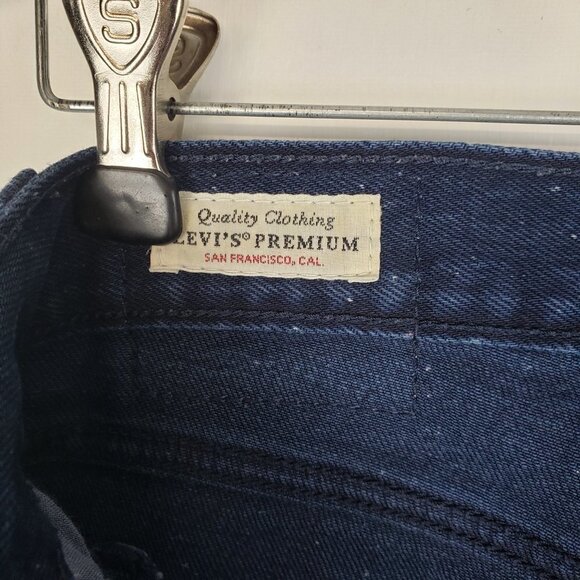 S
Quality Clothing
LEVI'S® PREMIUM
SAN FRANCISCO, CAL.